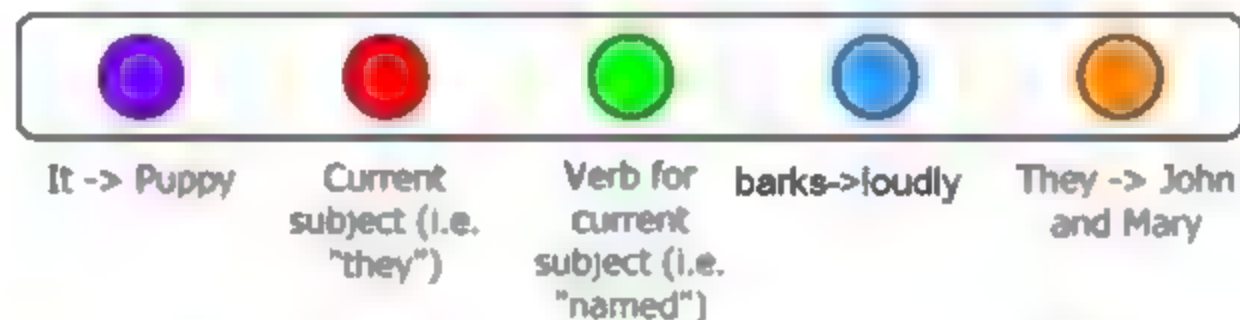 It -> Puppy
Current
subject (i.e.
"they")
Verb for
current
subject (i.e.
"named")
barks->loudly
They -> John
and Mary